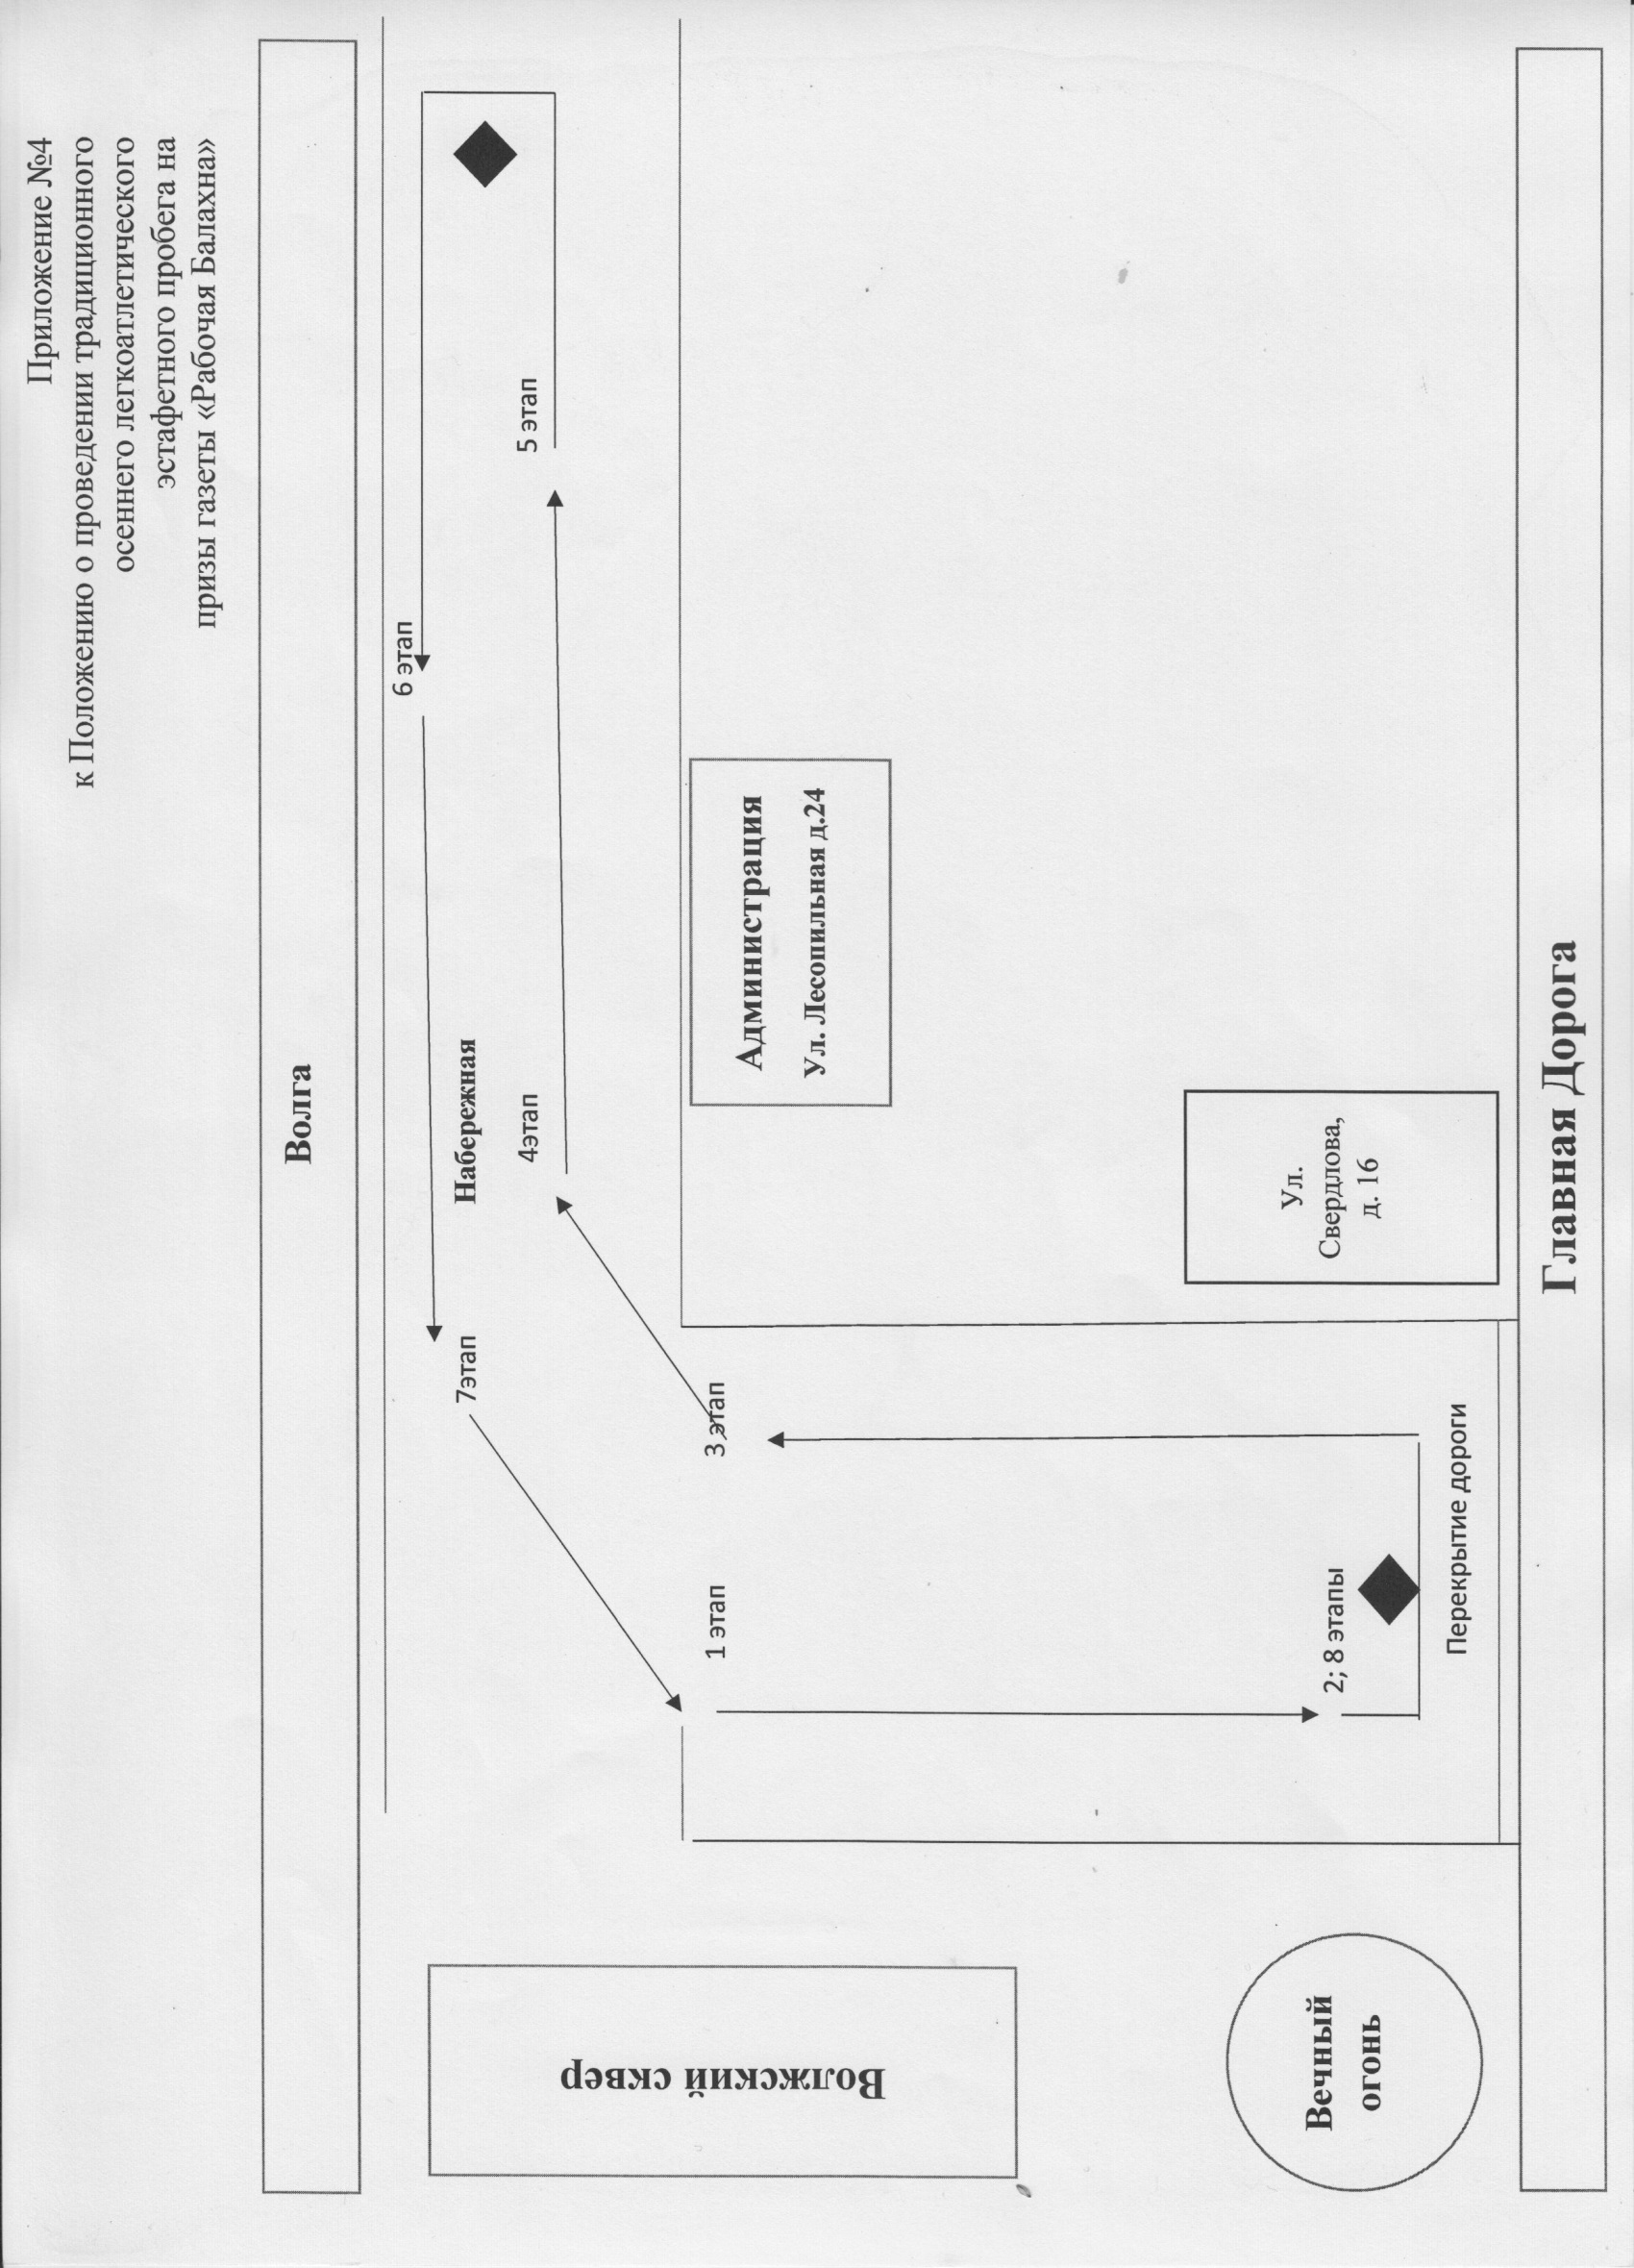 Приложение №4
к Положению о проведении традиционного
осеннего легкоатлетического
эстафетного пробега на
призы газеты «Рабочая Балахна»
Волга
6 этап
7этап
Набережная
4этап
5 этап
Волжский сквер
1 этап
3 этап
Администрация
Ул. Лесопильная д.24
Вечный
огонь
2; 8 этапы
Перекрытие дороги
Ул.
Свердлова,
д. 16
Главная Дорога